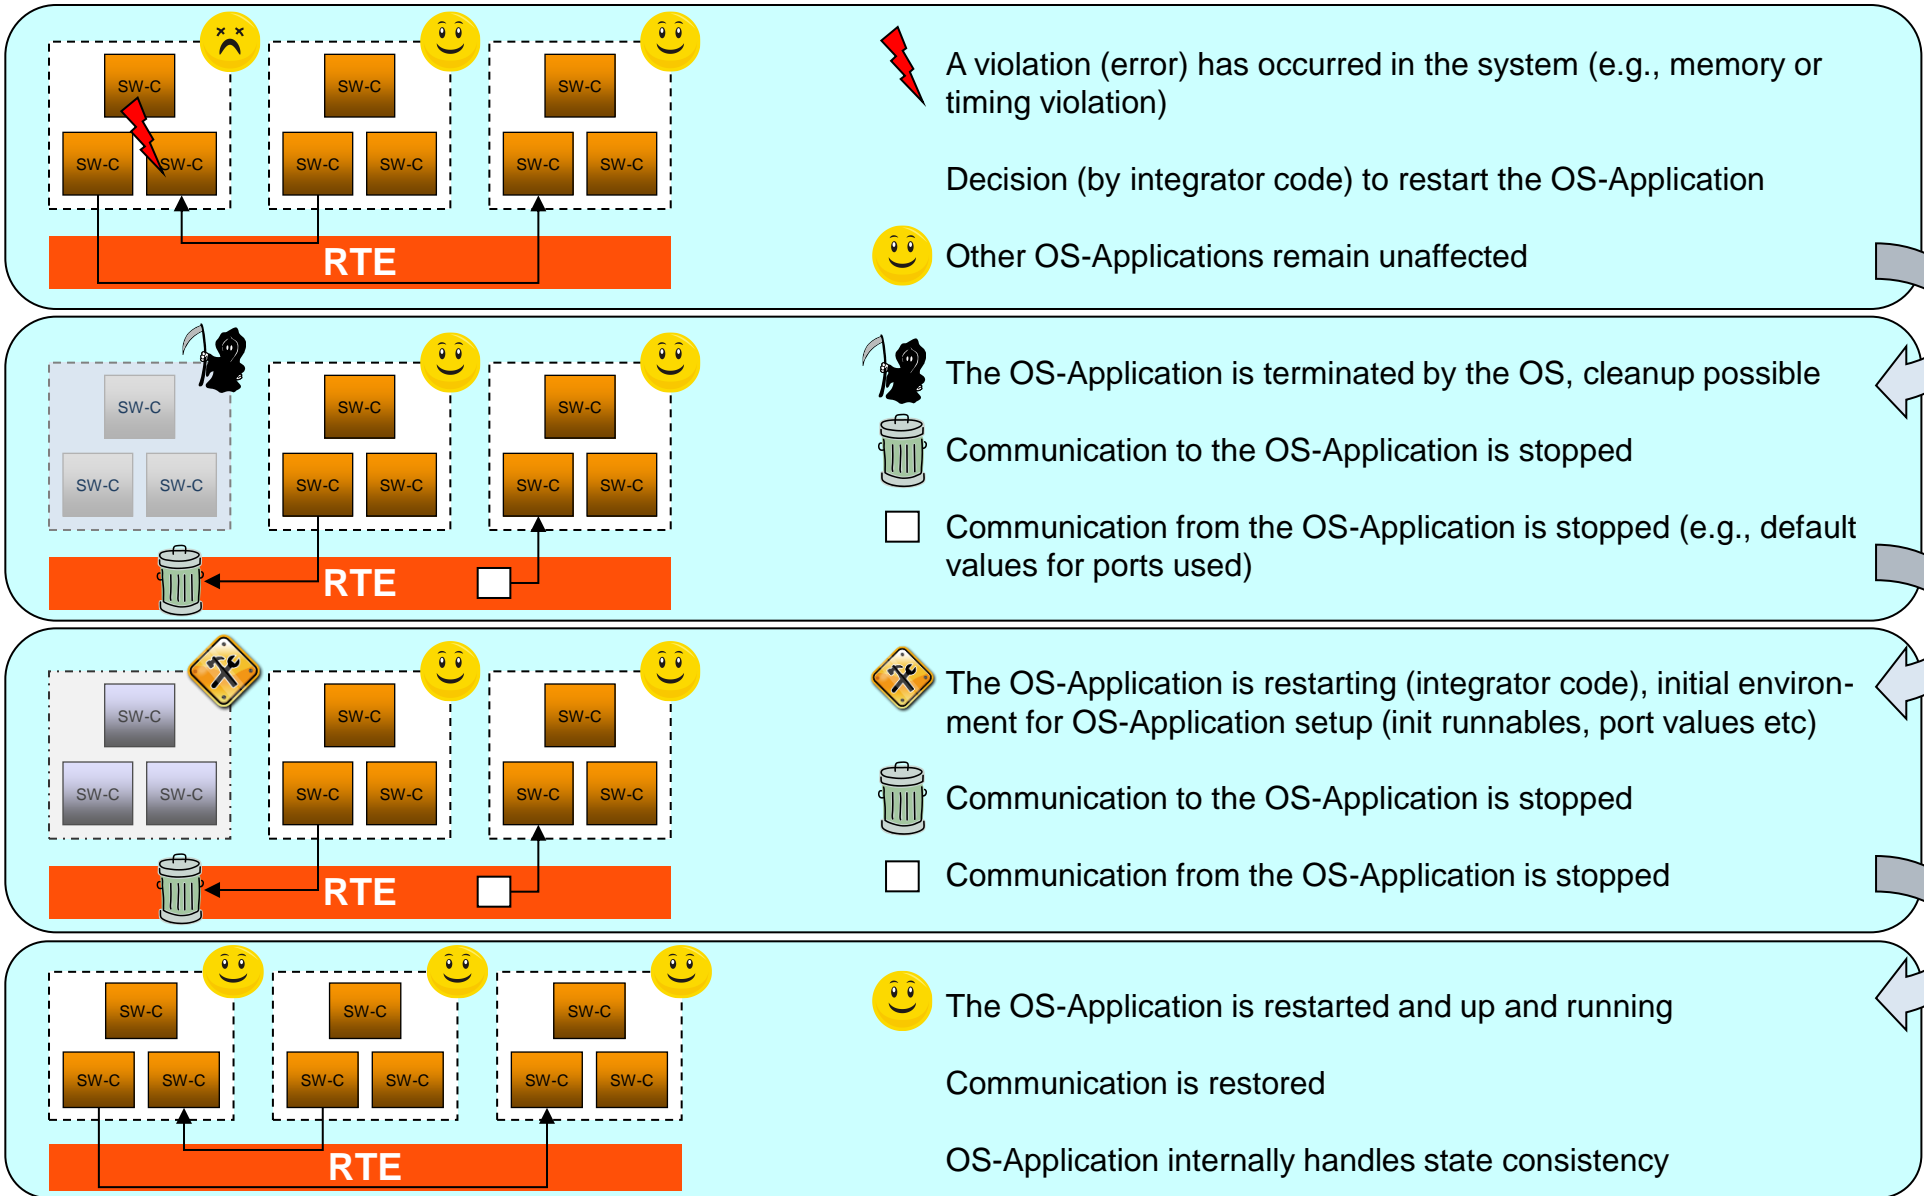 SW-C
SW-C SW-C
SW-C
SW-C SW-C
SW-C
SW-C SW-C
RTE
A violation (error) has occurred in the system (e.g., memory or
timing violation)
Decision (by integrator code) to restart the OS-Application
Other OS-Applications remain unaffected
SW-C
SW-C SW-C
SW-C
SW-C SW-C
SW-C
SW-C SW-C
RTE
The OS-Application is terminated by the OS, cleanup possible
Communication to the OS-Application is stopped
Communication from the OS-Application is stopped (e.g., default
values for ports used)
SW-C
SW-C SW-C
SW-C
SW-C SW-C
SW-C
SW-C SW-C
RTE
The OS-Application is restarting (integrator code), initial environ-
ment for OS-Application setup (init runnables, port values etc)
Communication to the OS-Application is stopped
Communication from the OS-Application is stopped
SW-C
SW-C SW-C
SW-C
SW-C SW-C
SW-C
SW-C SW-C
RTE
The OS-Application is restarted and up and running
Communication is restored
OS-Application internally handles state consistency